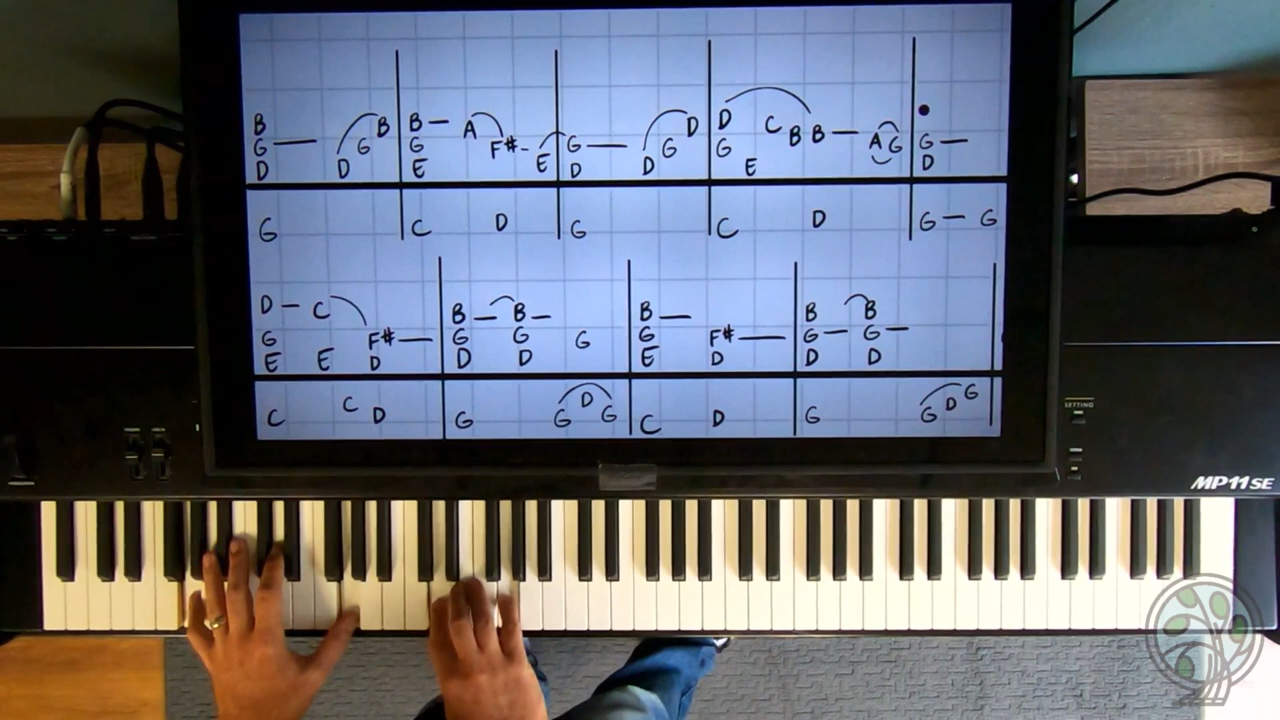 B B B — A D D C B B — A G
G — G G F# - G — G G G —
D D E E D D E D
G C D G C D G — G
D — C B — B — B — B B
G F# — G G G G F# — G — G —
E E D D D E D D D
C C D G G D G C D G G D G
SETTING
MP11SE